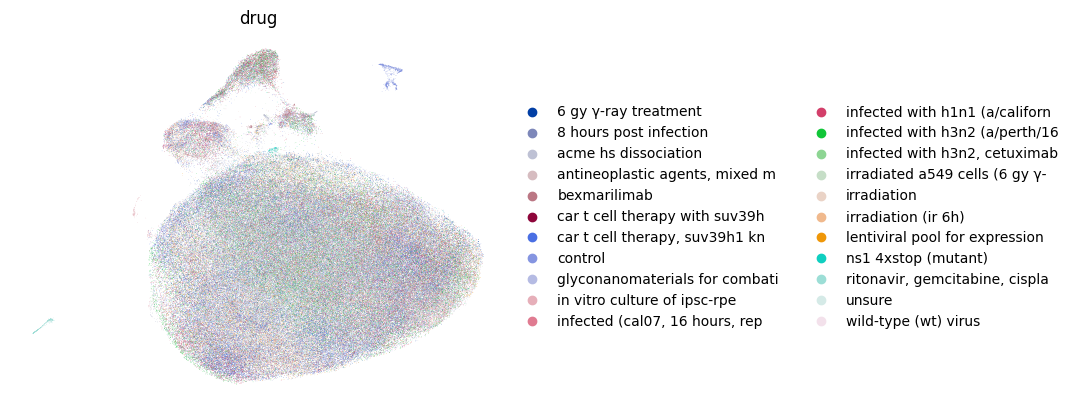 drug
6 gy γ-ray treatment
8 hours post infection
acme hs dissociation
antineoplastic agents, mixed m
bexmarilimab
car t cell therapy with suv39h
car t cell therapy, suv39h1 kn
control
glyconanomaterials for combati
in vitro culture of ipsc-rpe
infected (cal07, 16 hours, rep
infected with h1n1 (a/californ
infected with h3n2 (a/perth/16
infected with h3n2, cetuximab
irradiated a549 cells (6 gy γ-
irradiation
irradiation (ir 6h)
lentiviral pool for expression
ns1 4xstop (mutant)
ritonavir, gemcitabine, cispla
unsure
wild-type (wt) virus